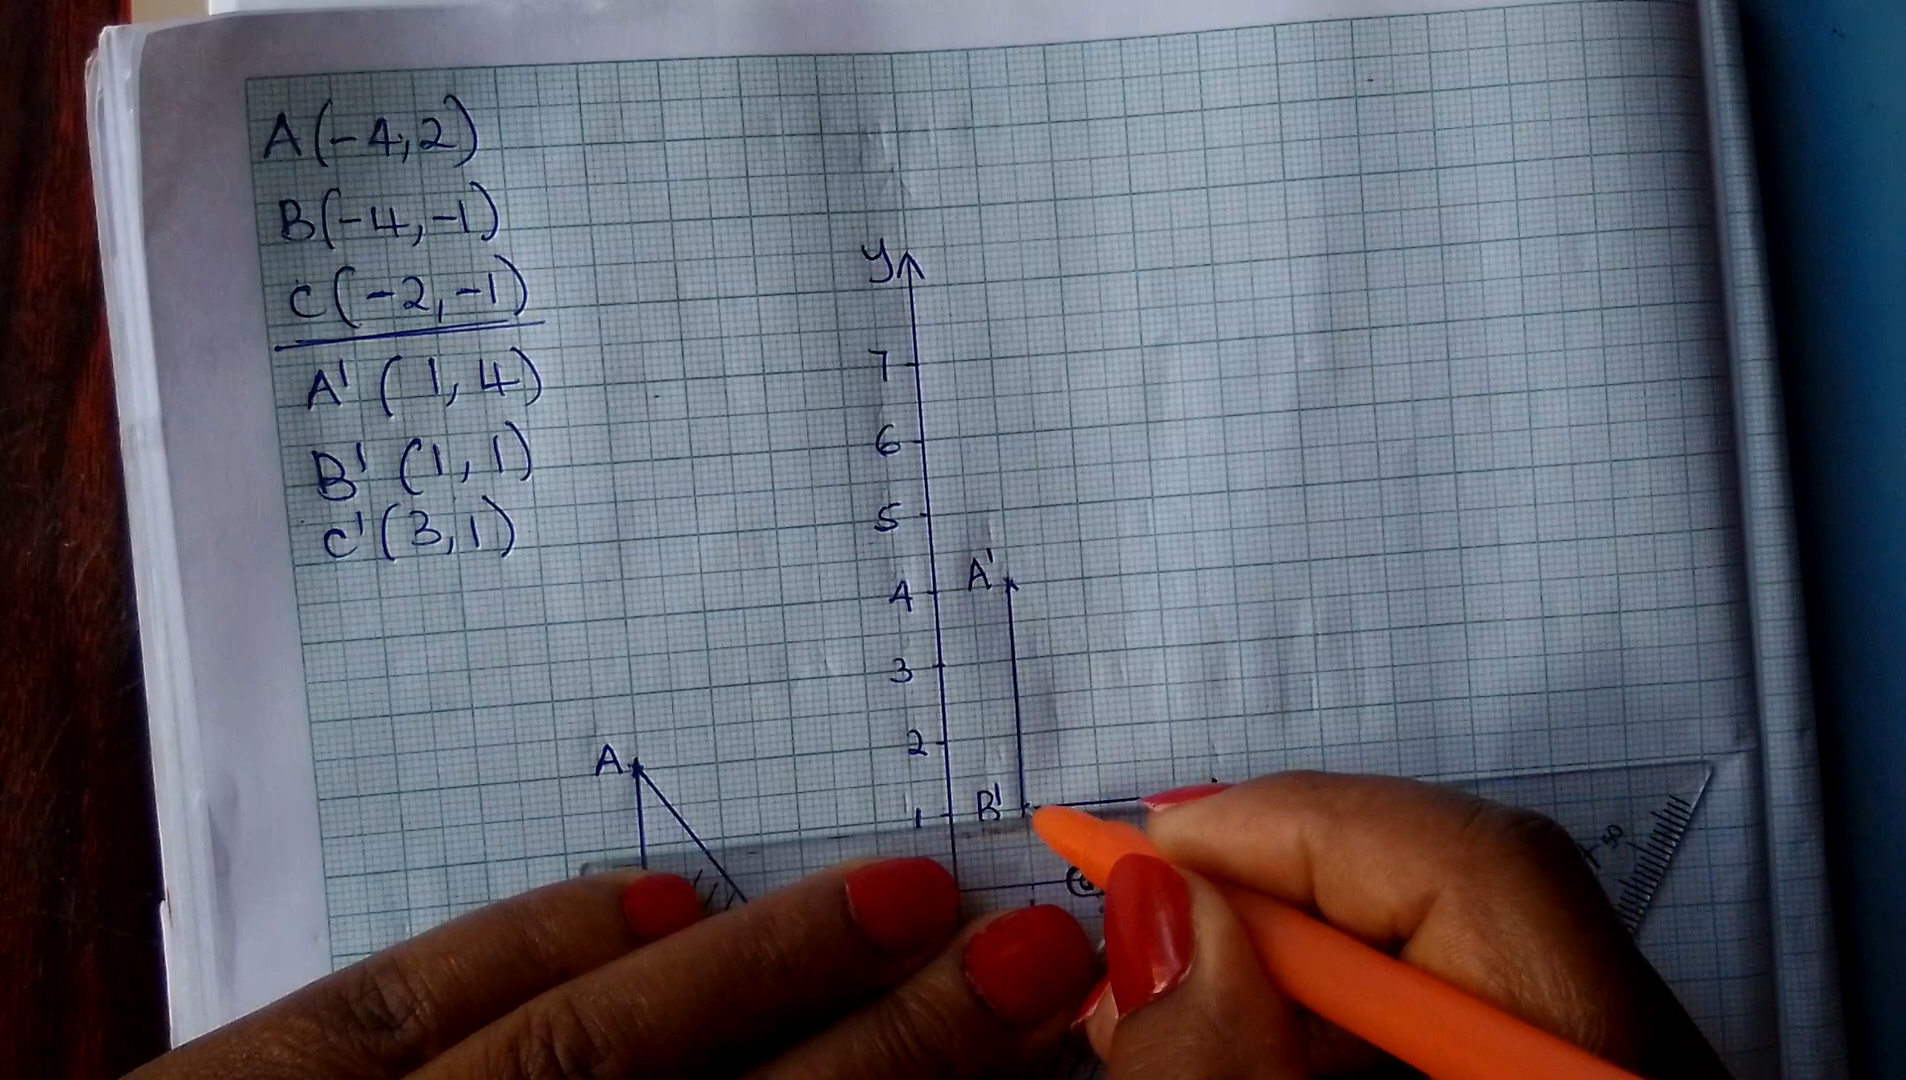 A(-4,2)
B(-4,-1)
C(-2,-1)
A'(1,4)
B'(1,1)
C'(3,1)
y
7
6
5
A'
4
3
2
A
1
B'
50